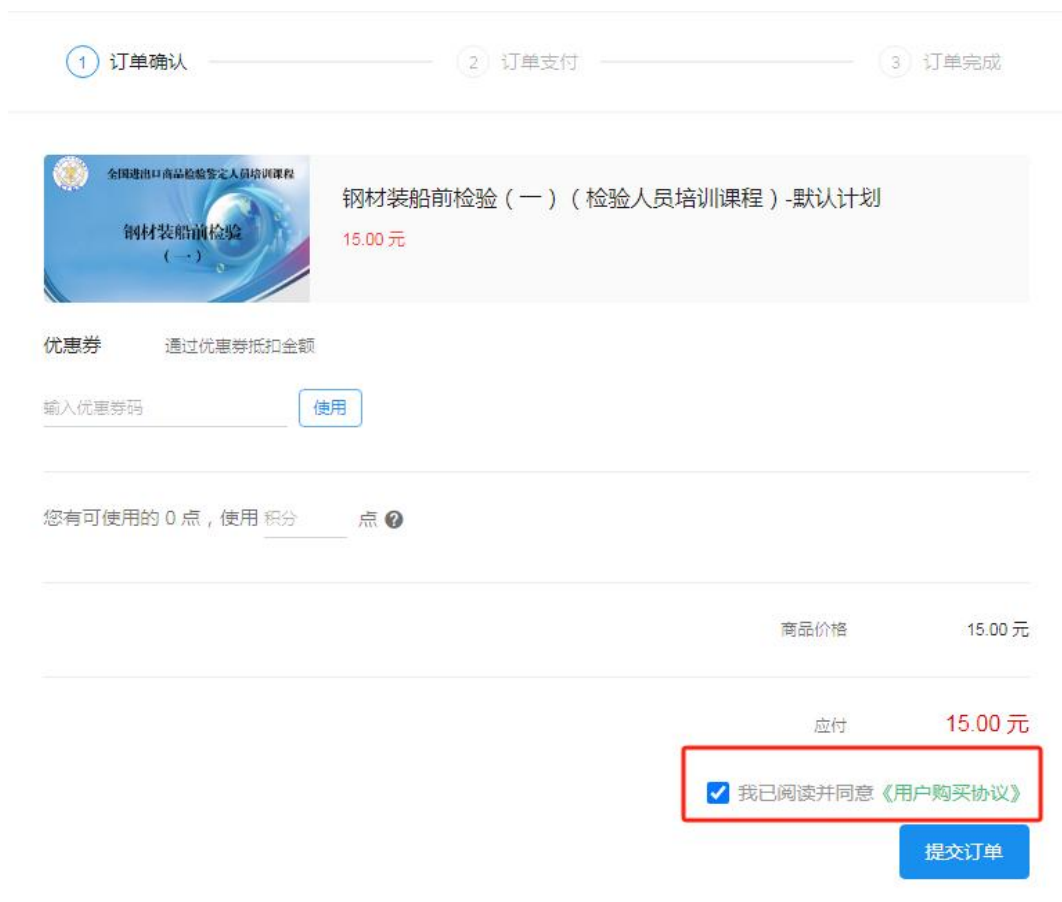 1 订单确认
2 订单支付
3 订单完成
全国进出口商品检验鉴定人员培训课程
钢材装船前检验
（一）
钢材装船前检验（一）（检验人员培训课程）-默认计划
15.00 元
优惠券 通过优惠券抵扣金额
输入优惠券码 使用
您有可使用的 0 点，使用 积分 点 ?
商品价格 15.00 元
应付 15.00 元
我已阅读并同意《用户购买协议》
提交订单